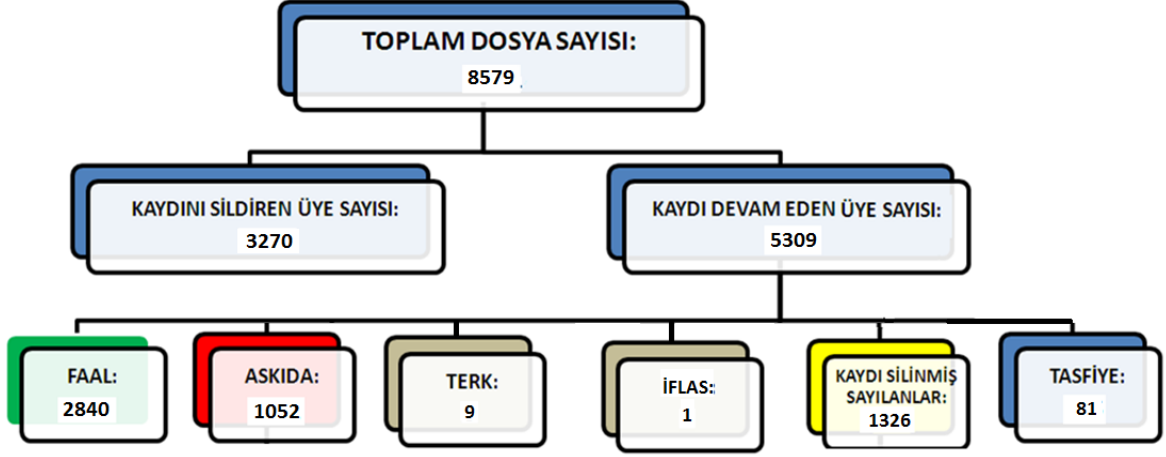 TOPLAM DOSYA SAYISI:
8579
KAYDINI SİLDİREN ÜYE SAYISI:
3270
KAYDI DEVAM EDEN ÜYE SAYISI:
5309
FAAL:
2840
ASKIDA:
1052
TERK:
9
İFLAS:
1
KAYDI SİLİNMİŞ
SAYILANLAR:
1326
TASFİYE:
81